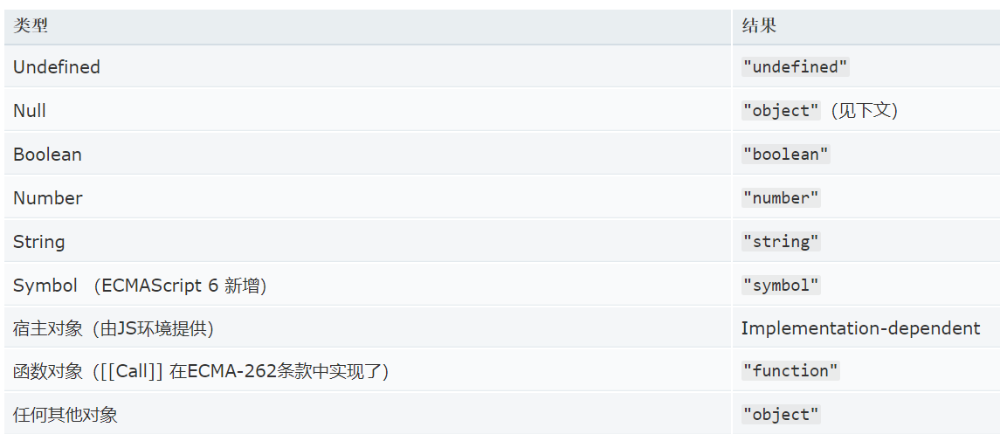 类型 结果
Undefined "undefined"
Null "object"（见下文）
Boolean "boolean"
Number "number"
String "string"
Symbol （ECMAScript 6 新增） "symbol"
宿主对象（由JS环境提供） Implementation-dependent
函数对象（[[Call]] 在ECMA-262条款中实现了） "function"
任何其他对象 "object"